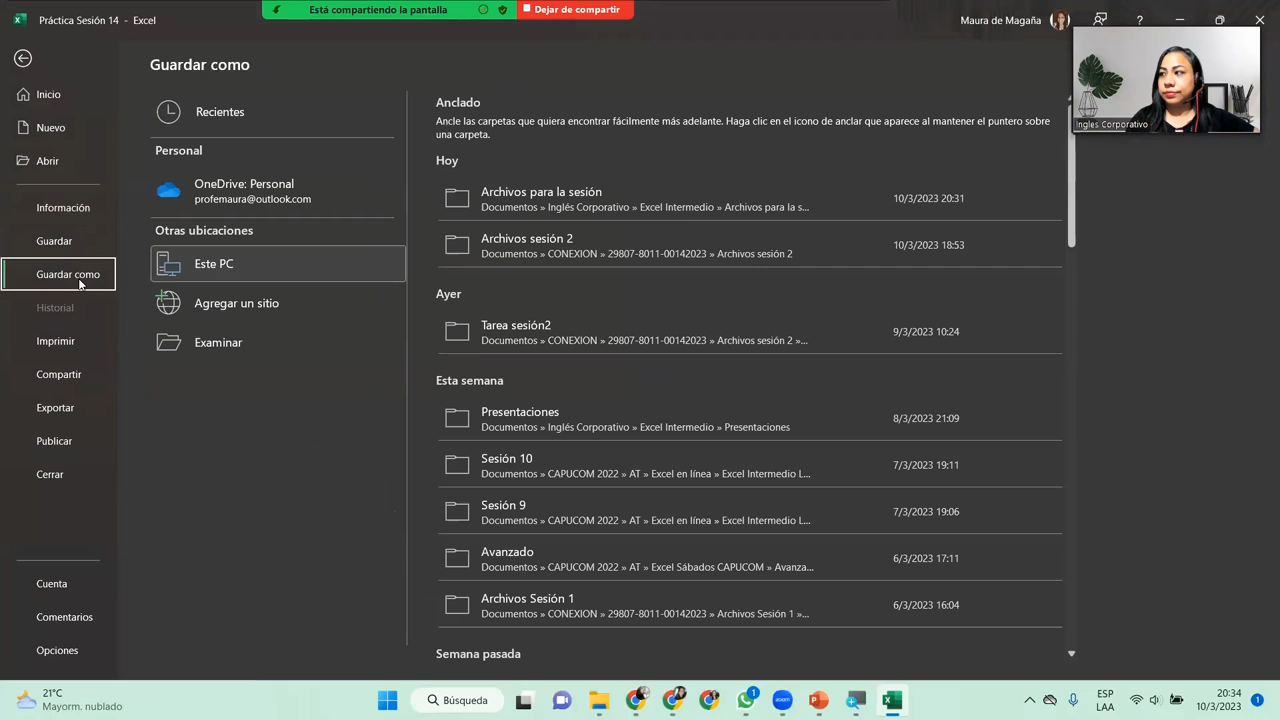 Práctica Sesión 14 - Excel
Está compartiendo la pantalla
Dejar de compartir
Maura de Magaña
?
Ingles Corporativo
Inicio
Nuevo
Abrir
Información
Guardar
Guardar como
Historial
Imprimir
Compartir
Exportar
Publicar
Cerrar
Cuenta
Comentarios
Opciones
Guardar como
Recientes
Personal
OneDrive: Personal
profemaura@outlook.com
Otras ubicaciones
Este PC
Agregar un sitio
Examinar
Anclado
Ancle las carpetas que quiera encontrar fácilmente más adelante. Haga clic en el icono de anclar que aparece al mantener el puntero sobre
una carpeta.
Hoy
Archivos para la sesión
10/3/2023 20:31
Documentos » Inglés Corporativo » Excel Intermedio » Archivos para la s...
Archivos sesión 2
10/3/2023 18:53
Documentos » CONEXION » 29807-8011-00142023 » Archivos sesión 2
Ayer
Tarea sesión2
9/3/2023 10:24
Documentos » CONEXION » 29807-8011-00142023 » Archivos sesión 2 »...
Esta semana
Presentaciones
8/3/2023 21:09
Documentos » Inglés Corporativo » Excel Intermedio » Presentaciones
Sesión 10
7/3/2023 19:11
Documentos » CAPUCOM 2022 » AT » Excel en línea » Excel Intermedio L...
Sesión 9
7/3/2023 19:06
Documentos » CAPUCOM 2022 » AT » Excel en línea » Excel Intermedio L...
Avanzado
6/3/2023 17:11
Documentos » CAPUCOM 2022 » AT » Excel Sábados CAPUCOM » Avanza...
Archivos Sesión 1
6/3/2023 16:04
Documentos » CONEXION » 29807-8011-00142023 » Archivos Sesión 1 »...
Semana pasada
21°C
Mayorm. nublado
Búsqueda
1
zoom
ESP
LAA
20:34
10/3/2023
1